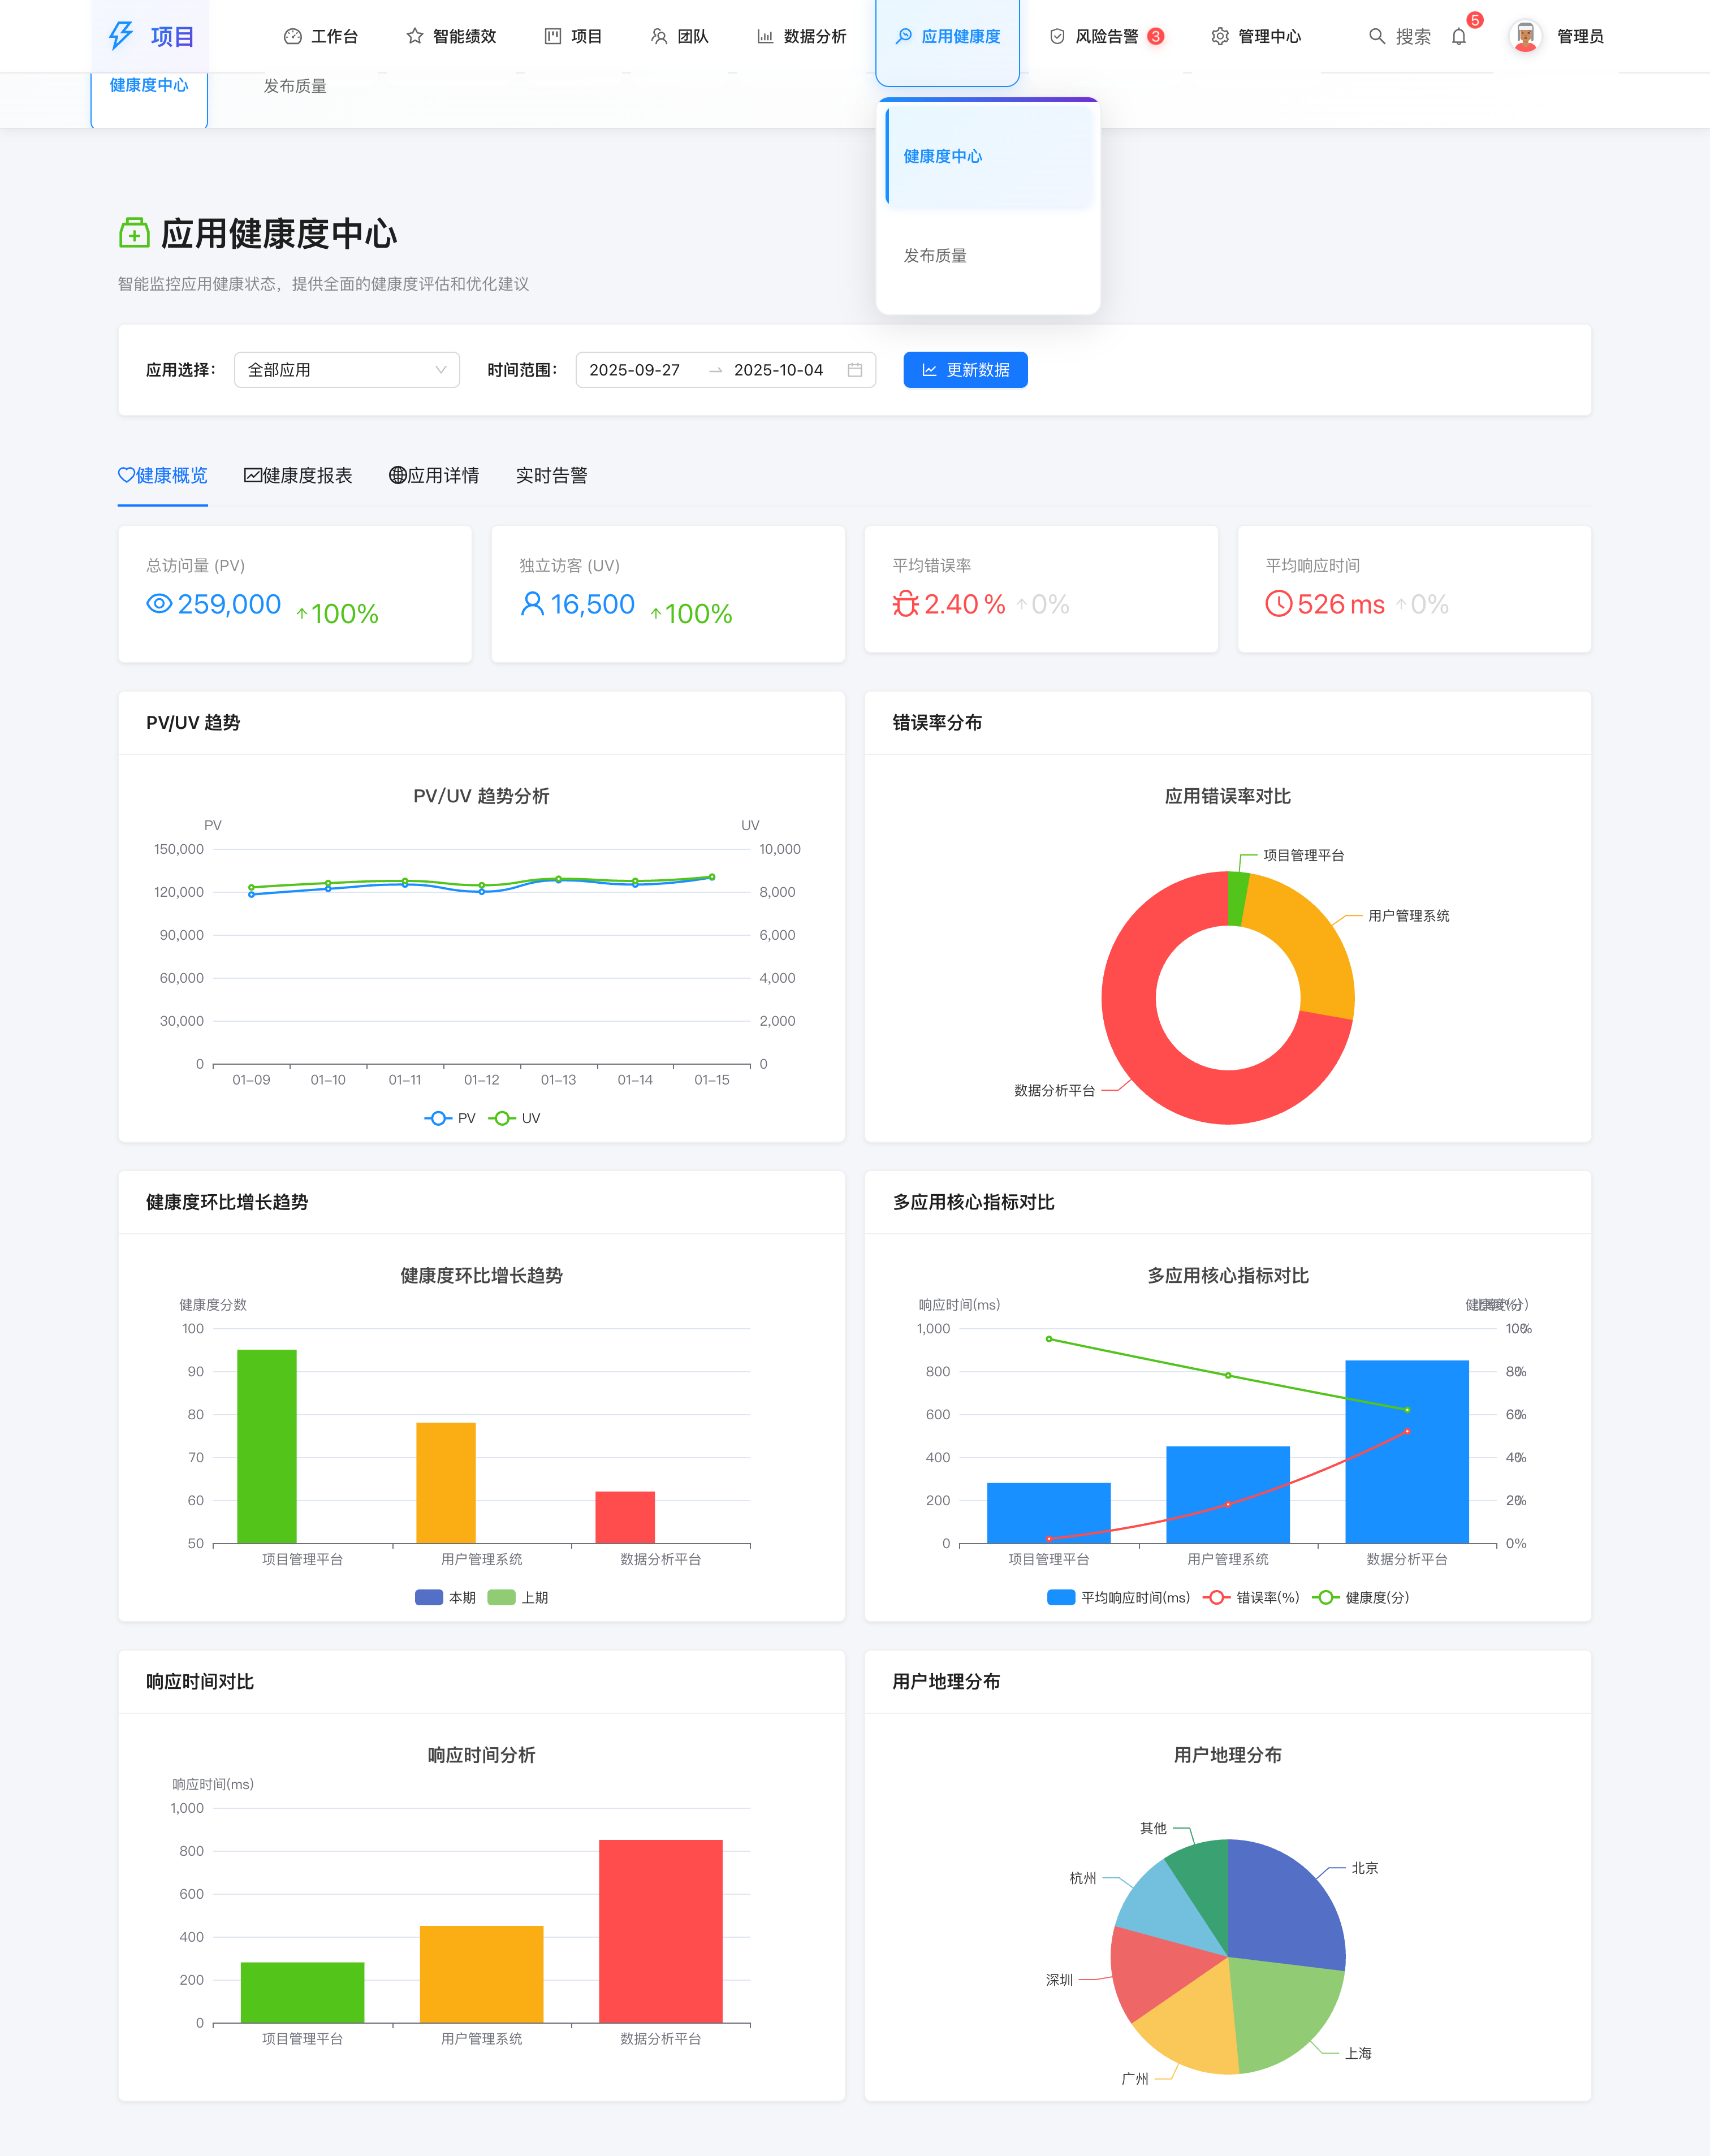 项目
工作台
智能绩效
项目
团队
数据分析
应用健康度
风险告警 3
管理中心
搜索
5
管理员
健康度中心
发布质量
健康度中心
发布质量
应用健康度中心
智能监控应用健康状态，提供全面的健康度评估和优化建议
应用选择：
全部应用
时间范围：
2025-09-27
2025-10-04
更新数据
健康概览
健康度报表
应用详情
实时告警
总访问量 (PV)
259,000 100%
独立访客 (UV)
16,500 100%
平均错误率
2.40 % 0%
平均响应时间
526 ms 0%
PV/UV 趋势
PV/UV 趋势分析
PV
UV
150,000
120,000
90,000
60,000
30,000
0
10,000
8,000
6,000
4,000
2,000
0
01-09
01-10
01-11
01-12
01-13
01-14
01-15
PV
UV
错误率分布
应用错误率对比
项目管理平台
用户管理系统
数据分析平台
健康度环比增长趋势
健康度环比增长趋势
健康度分数
100
90
80
70
60
50
项目管理平台
用户管理系统
数据分析平台
本期
上期
多应用核心指标对比
多应用核心指标对比
响应时间(ms)
1,000
800
600
400
200
0
0%
项目管理平台
用户管理系统
数据分析平台
平均响应时间(ms)
错误率(%)
健康度(分)
响应时间对比
响应时间分析
响应时间(ms)
1,000
800
600
400
200
0
项目管理平台
用户管理系统
数据分析平台
用户地理分布
用户地理分布
其他
北京
杭州
深圳
上海
广州